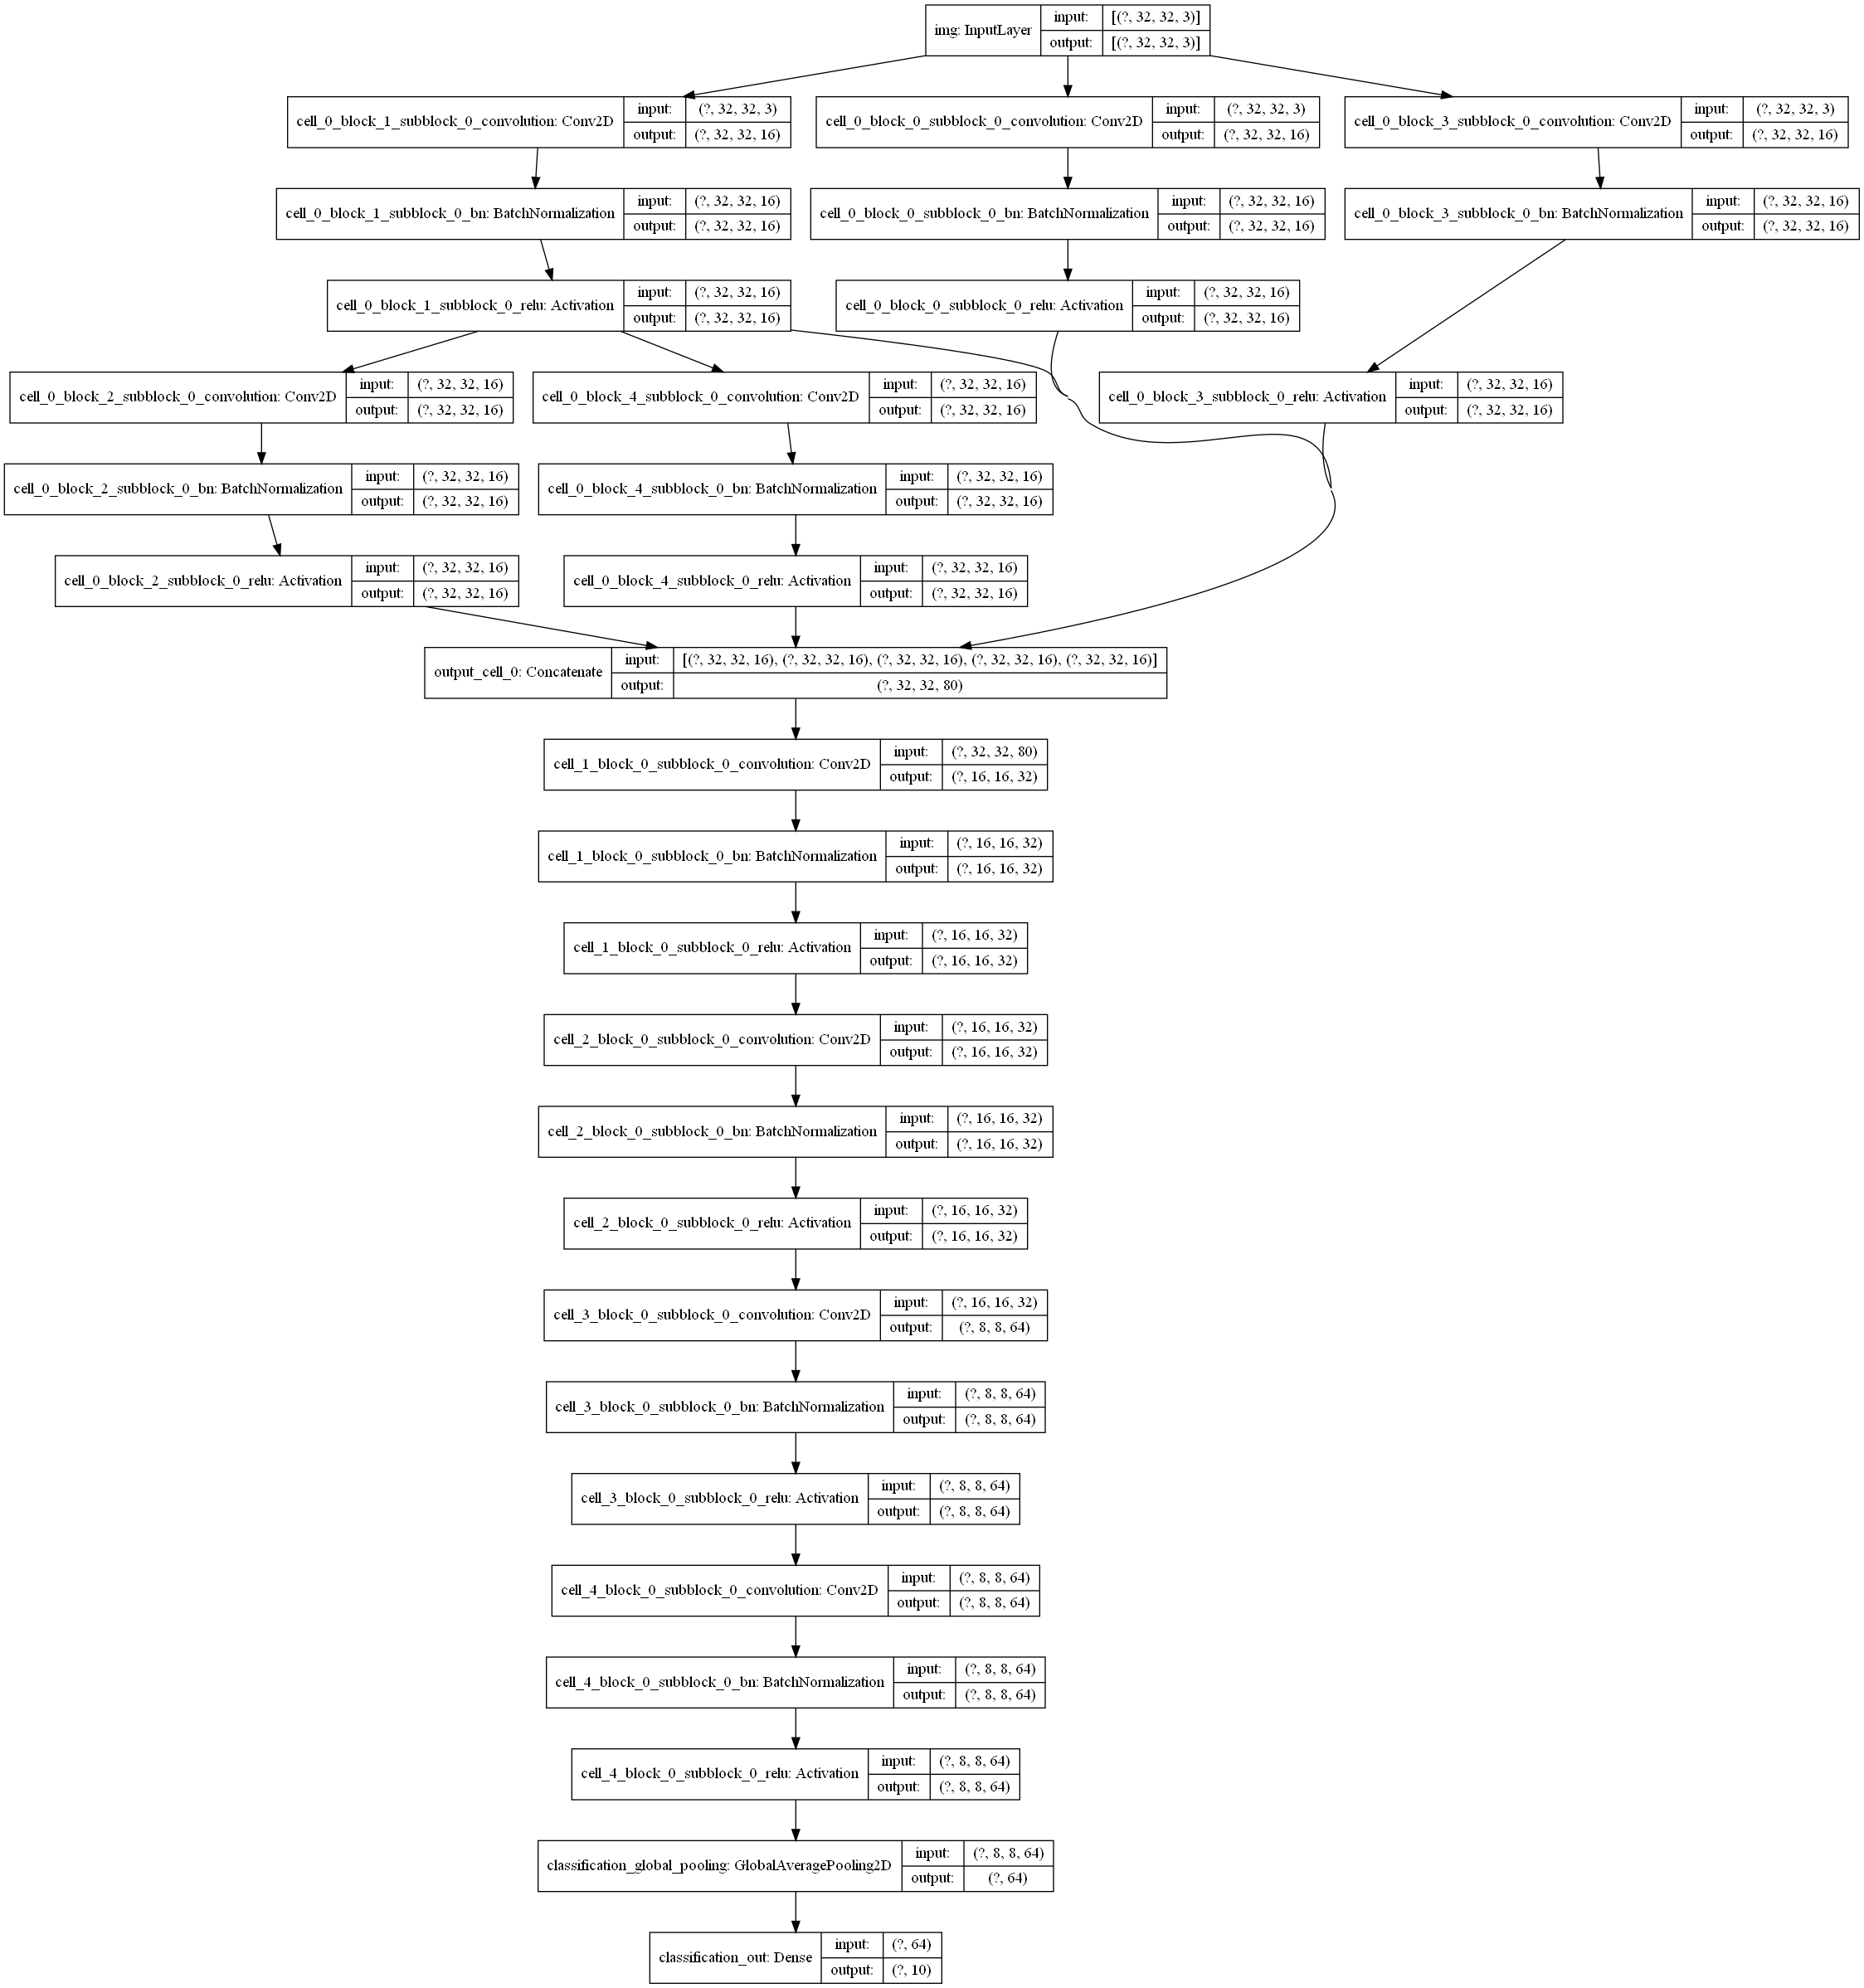 img: InputLayer
input: [(?, 32, 32, 3)]
output: [(?, 32, 32, 3)]
cell_0_block_1_subblock_0_convolution: Conv2D
input: (?, 32, 32, 3)
output: (?, 32, 32, 16)
cell_0_block_0_subblock_0_convolution: Conv2D
input: (?, 32, 32, 3)
output: (?, 32, 32, 16)
cell_0_block_3_subblock_0_convolution: Conv2D
input: (?, 32, 32, 3)
output: (?, 32, 32, 16)
cell_0_block_1_subblock_0_bn: BatchNormalization
input: (?, 32, 32, 16)
output: (?, 32, 32, 16)
cell_0_block_0_subblock_0_bn: BatchNormalization
input: (?, 32, 32, 16)
output: (?, 32, 32, 16)
cell_0_block_3_subblock_0_bn: BatchNormalization
input: (?, 32, 32, 16)
output: (?, 32, 32, 16)
cell_0_block_1_subblock_0_relu: Activation
input: (?, 32, 32, 16)
output: (?, 32, 32, 16)
cell_0_block_0_subblock_0_relu: Activation
input: (?, 32, 32, 16)
output: (?, 32, 32, 16)
cell_0_block_2_subblock_0_convolution: Conv2D
input: (?, 32, 32, 16)
output: (?, 32, 32, 16)
cell_0_block_4_subblock_0_convolution: Conv2D
input: (?, 32, 32, 16)
output: (?, 32, 32, 16)
cell_0_block_3_subblock_0_relu: Activation
input: (?, 32, 32, 16)
output: (?, 32, 32, 16)
cell_0_block_2_subblock_0_bn: BatchNormalization
input: (?, 32, 32, 16)
output: (?, 32, 32, 16)
cell_0_block_4_subblock_0_bn: BatchNormalization
input: (?, 32, 32, 16)
output: (?, 32, 32, 16)
cell_0_block_2_subblock_0_relu: Activation
input: (?, 32, 32, 16)
output: (?, 32, 32, 16)
cell_0_block_4_subblock_0_relu: Activation
input: (?, 32, 32, 16)
output: (?, 32, 32, 16)
output_cell_0: Concatenate
input: [(?, 32, 32, 16), (?, 32, 32, 16), (?, 32, 32, 16), (?, 32, 32, 16), (?, 32, 32, 16)]
output: (?, 32, 32, 80)
cell_1_block_0_subblock_0_convolution: Conv2D
input: (?, 32, 32, 80)
output: (?, 16, 16, 32)
cell_1_block_0_subblock_0_bn: BatchNormalization
input: (?, 16, 16, 32)
output: (?, 16, 16, 32)
cell_1_block_0_subblock_0_relu: Activation
input: (?, 16, 16, 32)
output: (?, 16, 16, 32)
cell_2_block_0_subblock_0_convolution: Conv2D
input: (?, 16, 16, 32)
output: (?, 16, 16, 32)
cell_2_block_0_subblock_0_bn: BatchNormalization
input: (?, 16, 16, 32)
output: (?, 16, 16, 32)
cell_2_block_0_subblock_0_relu: Activation
input: (?, 16, 16, 32)
output: (?, 16, 16, 32)
cell_3_block_0_subblock_0_convolution: Conv2D
input: (?, 16, 16, 32)
output: (?, 8, 8, 64)
cell_3_block_0_subblock_0_bn: BatchNormalization
input: (?, 8, 8, 64)
output: (?, 8, 8, 64)
cell_3_block_0_subblock_0_relu: Activation
input: (?, 8, 8, 64)
output: (?, 8, 8, 64)
cell_4_block_0_subblock_0_convolution: Conv2D
input: (?, 8, 8, 64)
output: (?, 8, 8, 64)
cell_4_block_0_subblock_0_bn: BatchNormalization
input: (?, 8, 8, 64)
output: (?, 8, 8, 64)
cell_4_block_0_subblock_0_relu: Activation
input: (?, 8, 8, 64)
output: (?, 8, 8, 64)
classification_global_pooling: GlobalAveragePooling2D
input: (?, 8, 8, 64)
output: (?, 64)
classification_out: Dense
input: (?, 64)
output: (?, 10)